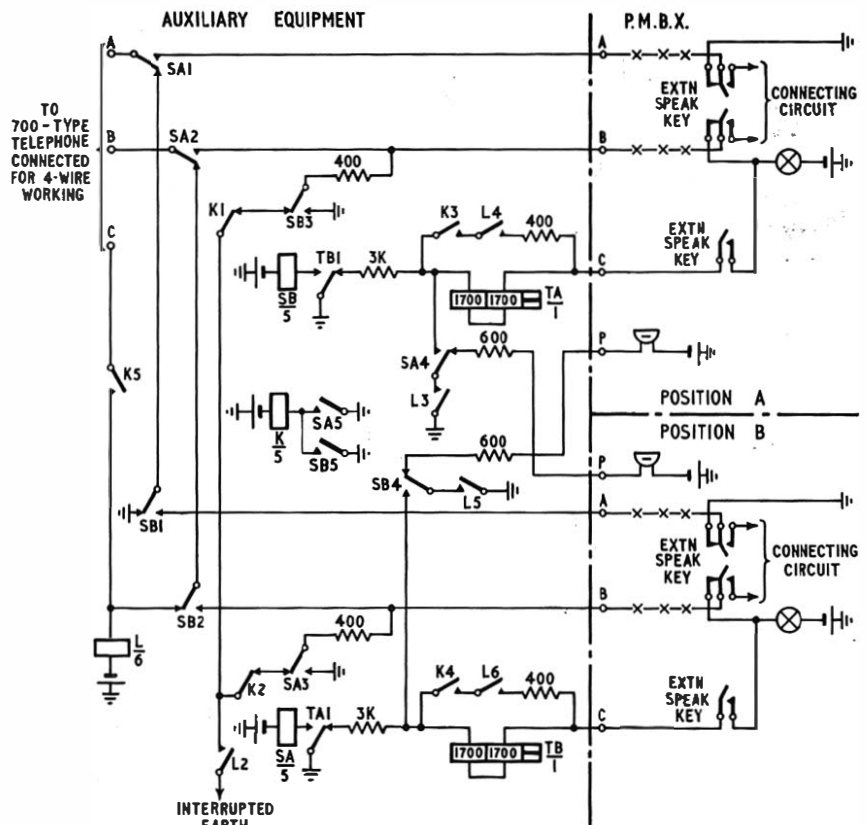 AUXILIARY EQUIPMENT
P.M.B.X.
A
SA1
A
EXTN
SPEAK
KEY
CONNECTING
CIRCUIT
TO
700-TYPE
TELEPHONE
CONNECTED
FOR 4-WIRE
WORKING
B
SA2
B
400
K1
SB3
C
K3
L4
400
EXTN
SPEAK
KEY
TB1
3K
C
SB
5
1700
1700
TA
1
600
P
SA4
L3
K5
POSITION A
POSITION B
K
5
SA5
SB5
600
P
SB4
L5
A
SB1
EXTN
SPEAK
KEY
CONNECTING
CIRCUIT
B
SB2
400
L
6
K2
SA3
K4
L6
400
EXTN
SPEAK
KEY
TA1
3K
C
SA
5
1700
1700
TB
1
L2
INTERRUPTED
EARTH